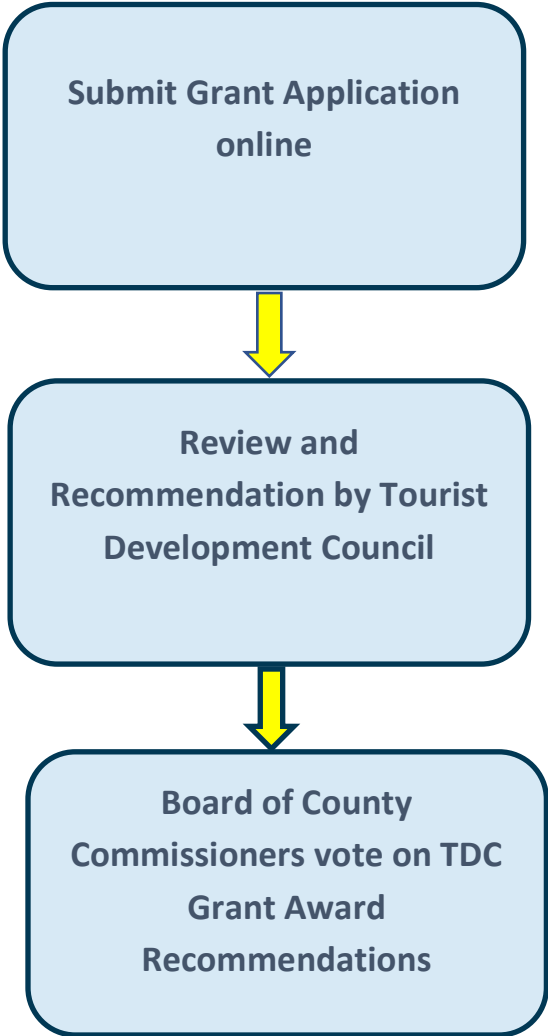 Submit Grant Application
online
Review and
Recommendation by Tourist
Development Council
Board of County
Commissioners vote on TDC
Grant Award
Recommendations